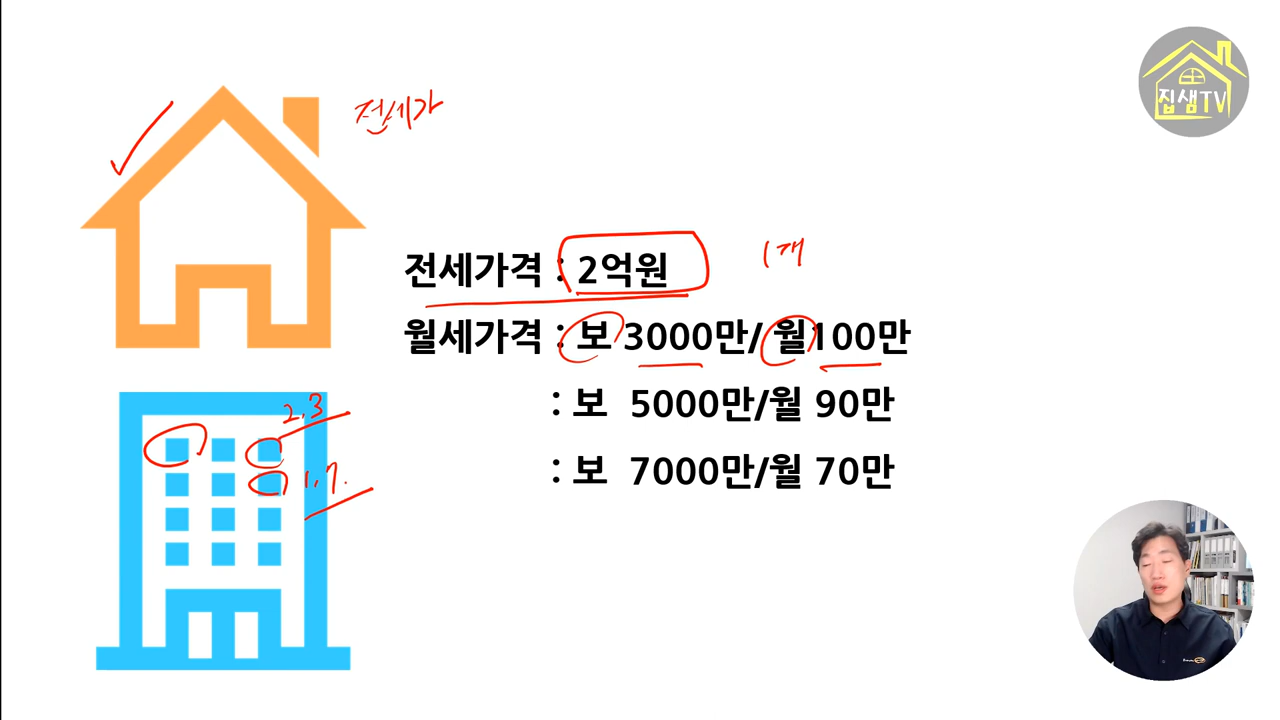 집샘TV
전세가
전세가격 : 2억원
1개
월세가격 : 보 3000만/ 월100만
: 보 5000만/월 90만
: 보 7000만/월 70만
2.3
1.7.